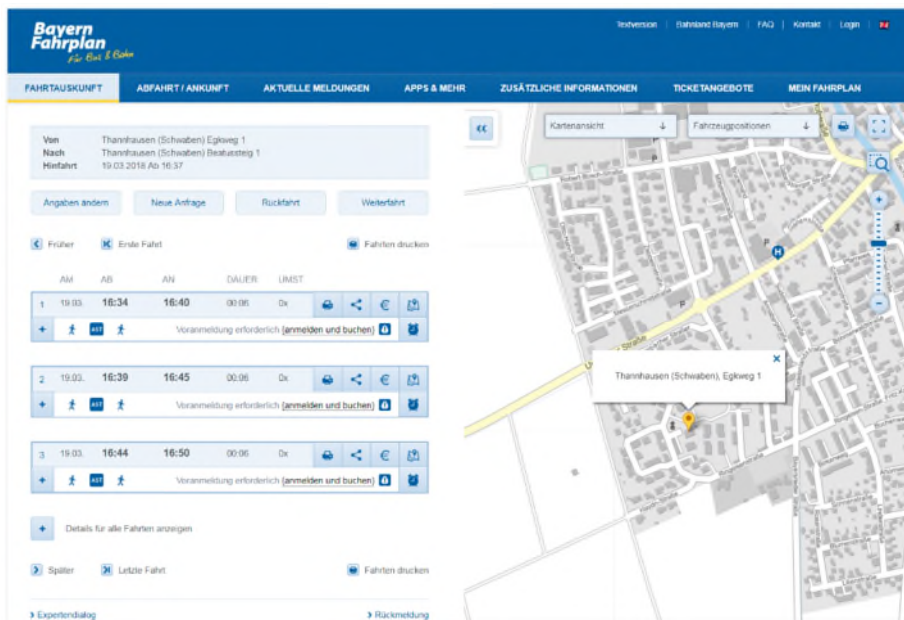 Bayern
Fahrplan
Für Bus & Bahn
Textversion | Bahnland Bayern | FAQ | Kontakt | Login
FAHRTAUSKUNFT ABFAHRT / ANKUNFT AKTUELLE MELDUNGEN APPS & MEHR ZUSÄTZLICHE INFORMATIONEN TICKETANGEBOTE MEIN FAHRPLAN
Von Thannhausen (Schwaben) Egkweg 1
Nach Thannhausen (Schwaben) Beatussteig 1
Hinfahrt 19.03.2018 Ab 16:37
Angaben ändern Neue Anfrage Rückfahrt Weiterfahrt
Früher Erste Fahrt Fahrten drucken
AM AB AN DAUER UMST.
1 19.03. 16:34 16:40 00:06 0x
+ AST Voranmeldung erforderlich (anmelden und buchen)
2 19.03. 16:39 16:45 00:06 0x
+ AST Voranmeldung erforderlich (anmelden und buchen)
3 19.03. 16:44 16:50 00:06 0x
+ AST Voranmeldung erforderlich (anmelden und buchen)
+ Details für alle Fahrten anzeigen
Später Letzte Fahrt Fahrten drucken
Expertendialog Rückmeldung
Kartenansicht Fahrzeugpositionen
Robert-Bosch-Straße
P
P
H
P
Straße
Thannhausen (Schwaben), Egkweg 1